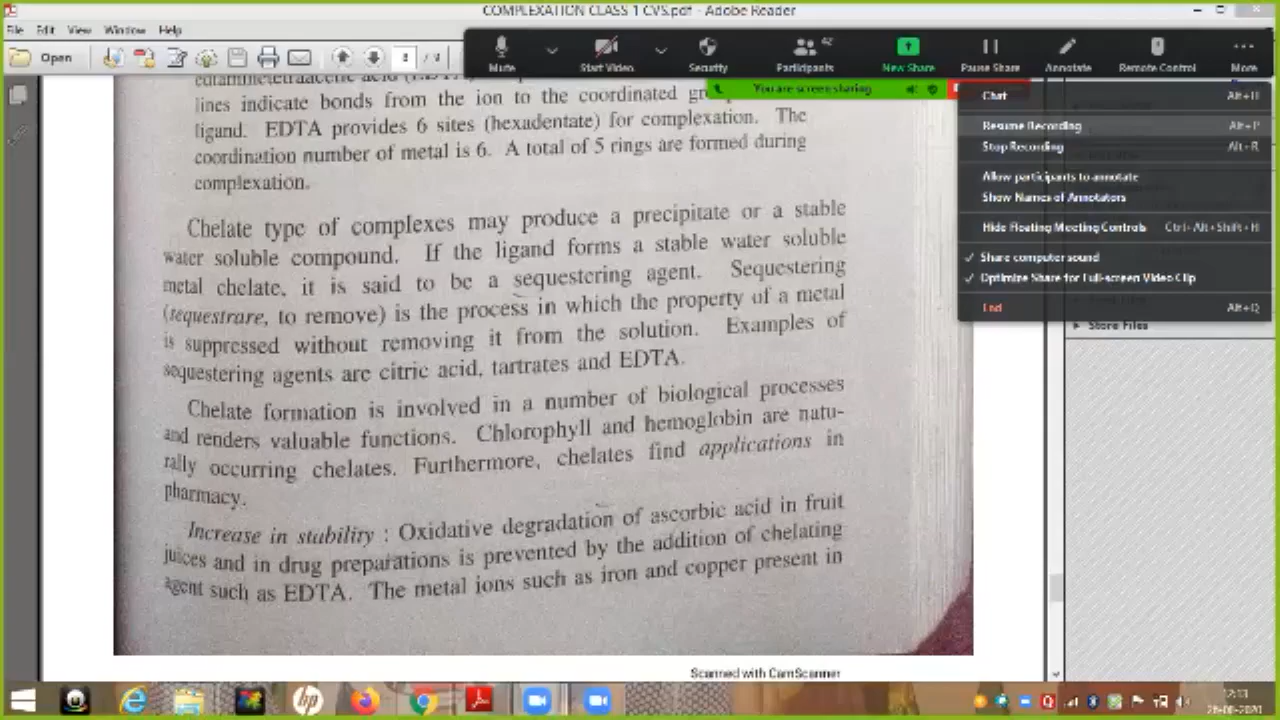 COMPLEXATION CLASS 1 CVS.pdf - Adobe Reader
File Edit View Window Help
Open
Mute
Start Video
Security
Participants
42
New Share
Pause Share
Annotate
Remote Control
More
You are screen sharing
Chat Alt+H
Resume Recording Alt+P
Stop Recording Alt+R
Allow participants to annotate
Show Names of Annotators
Hide Floating Meeting Controls Ctrl+Alt+Shift+H
Share computer sound
Optimize Share for Full-screen Video Clip
End Alt+Q
Store Files
lines indicate bonds from the ion to the coordinated
ligand. EDTA provides 6 sites (hexadentate) for complexation. The
coordination number of metal is 6. A total of 5 rings are formed during
complexation.
Chelate type of complexes may produce a precipitate or a stable
water soluble compound. If the ligand forms a stable water soluble
metal chelate, it is said to be a sequestering agent. Sequestering
(tequestrare, to remove) is the process in which the property of a metal
is suppressed without removing it from the solution. Examples of
sequestering agents are citric acid, tartrates and EDTA.
Chelate formation is involved in a number of biological processes
and renders valuable functions. Chlorophyll and hemoglobin are natu-
rally occurring chelates. Furthermore, chelates find applications in
pharmacy.
Increase in stability : Oxidative degradation of ascorbic acid in fruit
juices and in drug preparations is prevented by the addition of chelating
agent such as EDTA. The metal ions such as iron and copper present in
Scanned with CamScanner
12:13